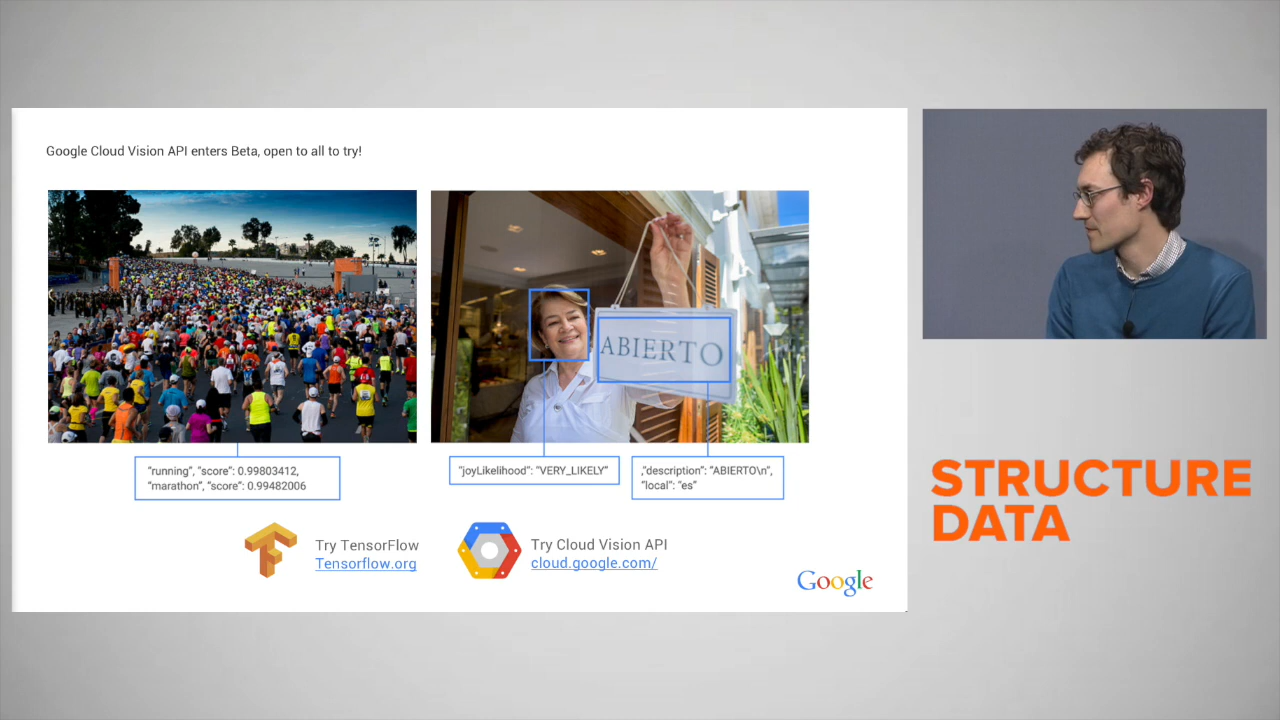 Google Cloud Vision API enters Beta, open to all to try!
ABIERTO
"running", "score": 0.99803412,
"marathon", "score": 0.99482006
"joyLikelihood": "VERY_LIKELY"
,"description": "ABIERTO\n",
"local": "es"
Try TensorFlow
Tensorflow.org
Try Cloud Vision API
cloud.google.com/
Google
STRUCTURE
DATA